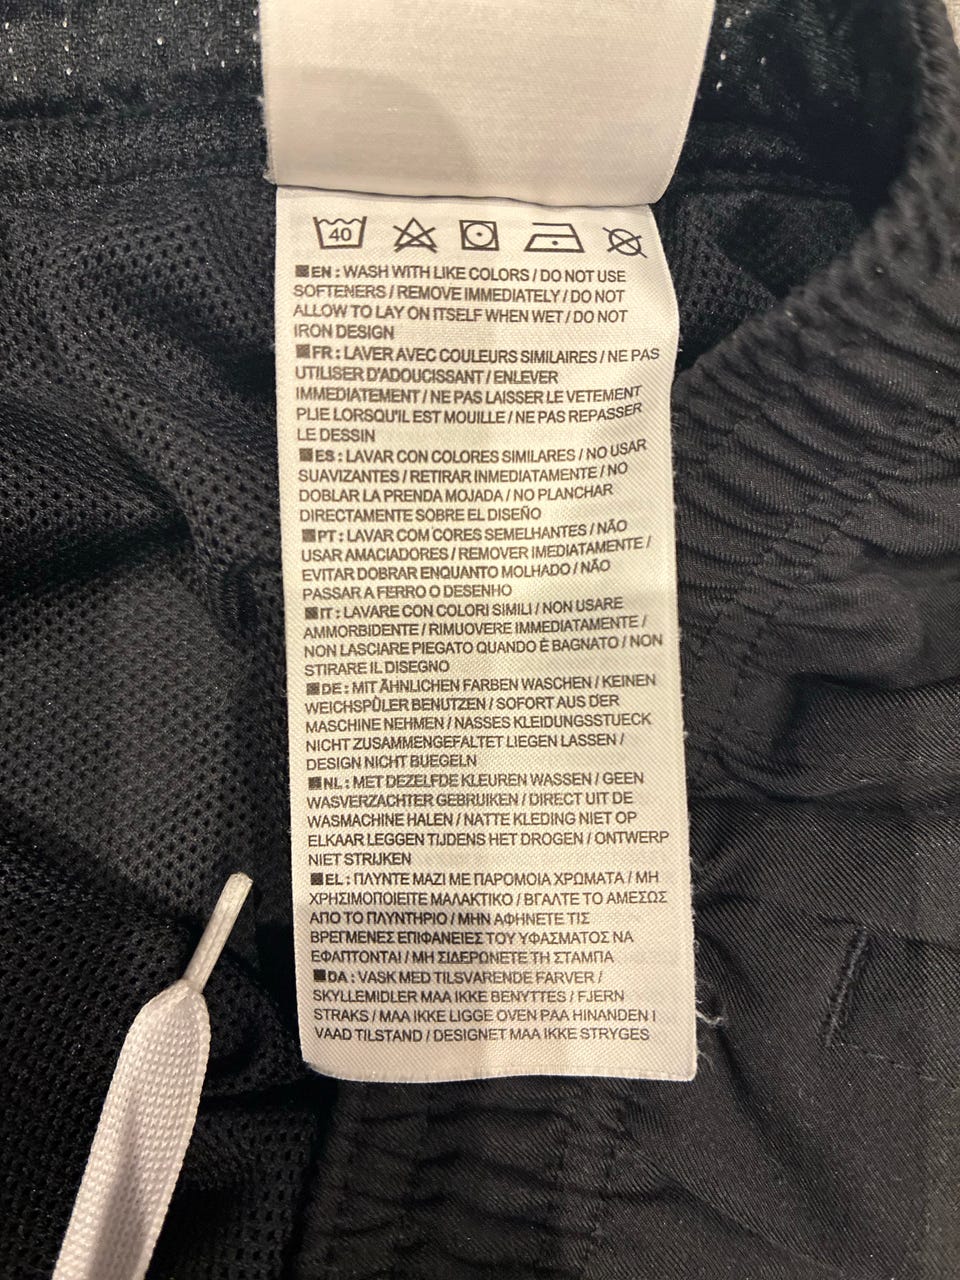 40
EN : WASH WITH LIKE COLORS / DO NOT USE
SOFTENERS / REMOVE IMMEDIATELY / DO NOT
ALLOW TO LAY ON ITSELF WHEN WET / DO NOT
IRON DESIGN
FR : LAVER AVEC COULEURS SIMILAIRES / NE PAS
UTILISER D'ADOUCISSANT / ENLEVER
IMMEDIATEMENT / NE PAS LAISSER LE VETEMENT
PLIE LORSQU'IL EST MOUILLE / NE PAS REPASSER
LE DESSIN
ES : LAVAR CON COLORES SIMILARES / NO USAR
SUAVIZANTES / RETIRAR INMEDIATAMENTE / NO
DOBLAR LA PRENDA MOJADA / NO PLANCHAR
DIRECTAMENTE SOBRE EL DISEÑO
PT : LAVAR COM CORES SEMELHANTES / NÃO
USAR AMACIADORES / REMOVER IMEDIATAMENTE /
EVITAR DOBRAR ENQUANTO MOLHADO / NÃO
PASSAR A FERRO O DESENHO
IT : LAVARE CON COLORI SIMILI / NON USARE
AMMORBIDENTE / RIMUOVERE IMMEDIATAMENTE /
NON LASCIARE PIEGATO QUANDO È BAGNATO / NON
STIRARE IL DISEGNO
DE : MIT ÄHNLICHEN FARBEN WASCHEN / KEINEN
WEICHSPÜLER BENUTZEN / SOFORT AUS DER
MASCHINE NEHMEN / NASSES KLEIDUNGSSTUECK
NICHT ZUSAMMENGEFALTET LIEGEN LASSEN /
DESIGN NICHT BUEGELN
NL : MET DEZELFDE KLEUREN WASSEN / GEEN
WASVERZACHTER GEBRUIKEN / DIRECT UIT DE
WASMACHINE HALEN / NATTE KLEDING NIET OP
ELKAAR LEGGEN TIJDENS HET DROGEN / ONTWERP
NIET STRIJKEN
EL : ΠΛΥΝΤΕ ΜΑΖΙ ΜΕ ΠΑΡΟΜΟΙΑ ΧΡΩΜΑΤΑ / ΜΗ
ΧΡΗΣΙΜΟΠΟΙΕΙΤΕ ΜΑΛΑΚΤΙΚΟ / ΒΓΑΛΤΕ ΤΟ ΑΜΕΣΩΣ
ΑΠΟ ΤΟ ΠΛΥΝΤΗΡΙΟ / ΜΗΝ ΑΦΗΝΕΤΕ ΤΙΣ
ΒΡΕΓΜΕΝΕΣ ΕΠΙΦΑΝΕΙΕΣ ΤΟΥ ΥΦΑΣΜΑΤΟΣ ΝΑ
ΕΦΑΠΤΟΝΤΑΙ / ΜΗ ΣΙΔΕΡΩΝΕΤΕ ΤΗ ΣΤΑΜΠΑ
DA : VASK MED TILSVARENDE FARVER /
SKYLLEMIDLER MAA IKKE BENYTTES / FJERN
STRAKS / MAA IKKE LIGGE OVEN PAA HINANDEN I
VAAD TILSTAND / DESIGNET MAA IKKE STRYGES